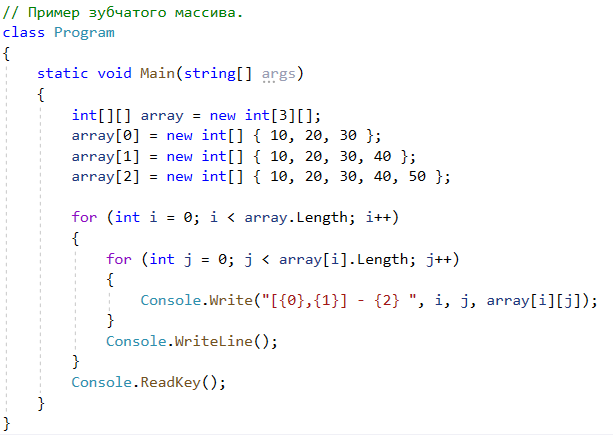 // Пример зубчатого массива.
class Program
{
    static void Main(string[] args)
    {
        int[][] array = new int[3][];
        array[0] = new int[] { 10, 20, 30 };
        array[1] = new int[] { 10, 20, 30, 40 };
        array[2] = new int[] { 10, 20, 30, 40, 50 };

        for (int i = 0; i < array.Length; i++)
        {
            for (int j = 0; j < array[i].Length; j++)
            {
                Console.Write("[{0},{1}] - {2} ", i, j, array[i][j]);
            }
            Console.WriteLine();
        }
        Console.ReadKey();
    }
}